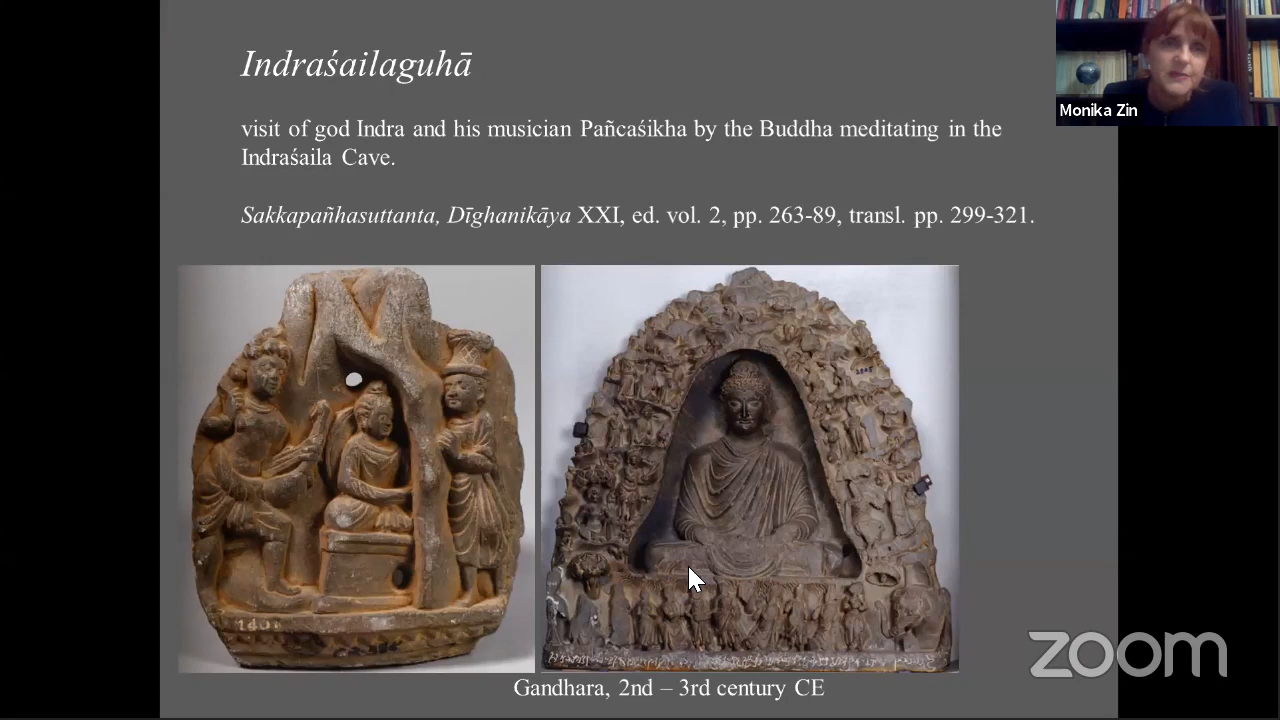 Indraśailaguhā
visit of god Indra and his musician Pañcaśikha by the Buddha meditating in the
Indraśaila Cave.
Sakkapañhasuttanta, Dīghanikāya XXI, ed. vol. 2, pp. 263-89, transl. pp. 299-321.
Gandhara, 2nd – 3rd century CE
Monika Zin
zoom